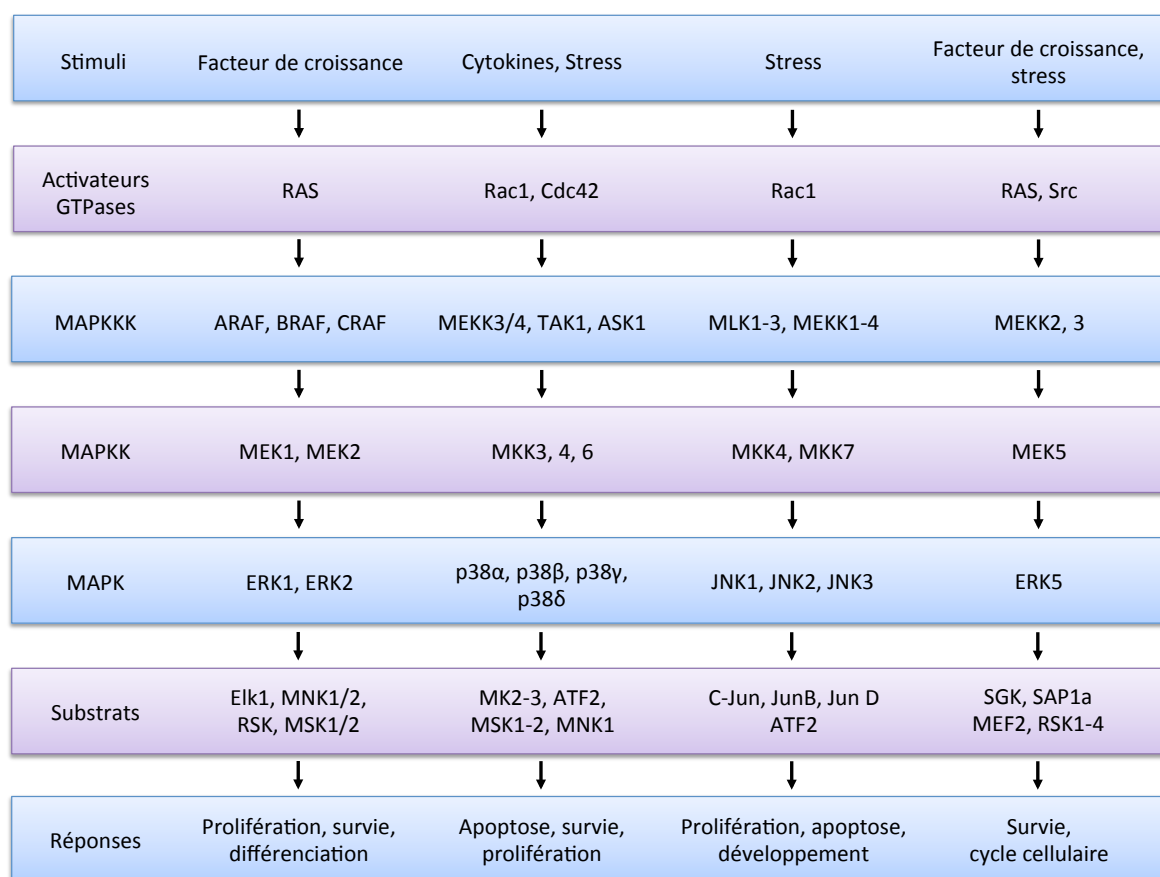 Stimuli
Facteur de croissance
Cytokines, Stress
Stress
Facteur de croissance,
stress
Activateurs
GTPases
RAS
Rac1, Cdc42
Rac1
RAS, Src
MAPKKK
ARAF, BRAF, CRAF
MEKK3/4, TAK1, ASK1
MLK1-3, MEKK1-4
MEKK2, 3
MAPKK
MEK1, MEK2
MKK3, 4, 6
MKK4, MKK7
MEK5
MAPK
ERK1, ERK2
p38α, p38β, p38γ,
p38δ
JNK1, JNK2, JNK3
ERK5
Substrats
Elk1, MNK1/2,
RSK, MSK1/2
MK2-3, ATF2,
MSK1-2, MNK1
C-Jun, JunB, Jun D
ATF2
SGK, SAP1a
MEF2, RSK1-4
Réponses
Prolifération, survie,
différenciation
Apoptose, survie,
prolifération
Prolifération, apoptose,
développement
Survie,
cycle cellulaire